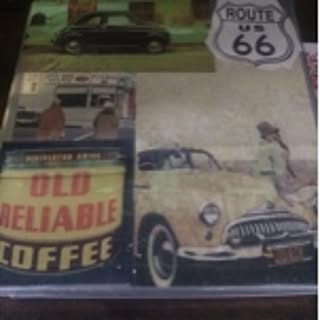 ROUTE
US
66
OLD
RELIABLE
COFFEE